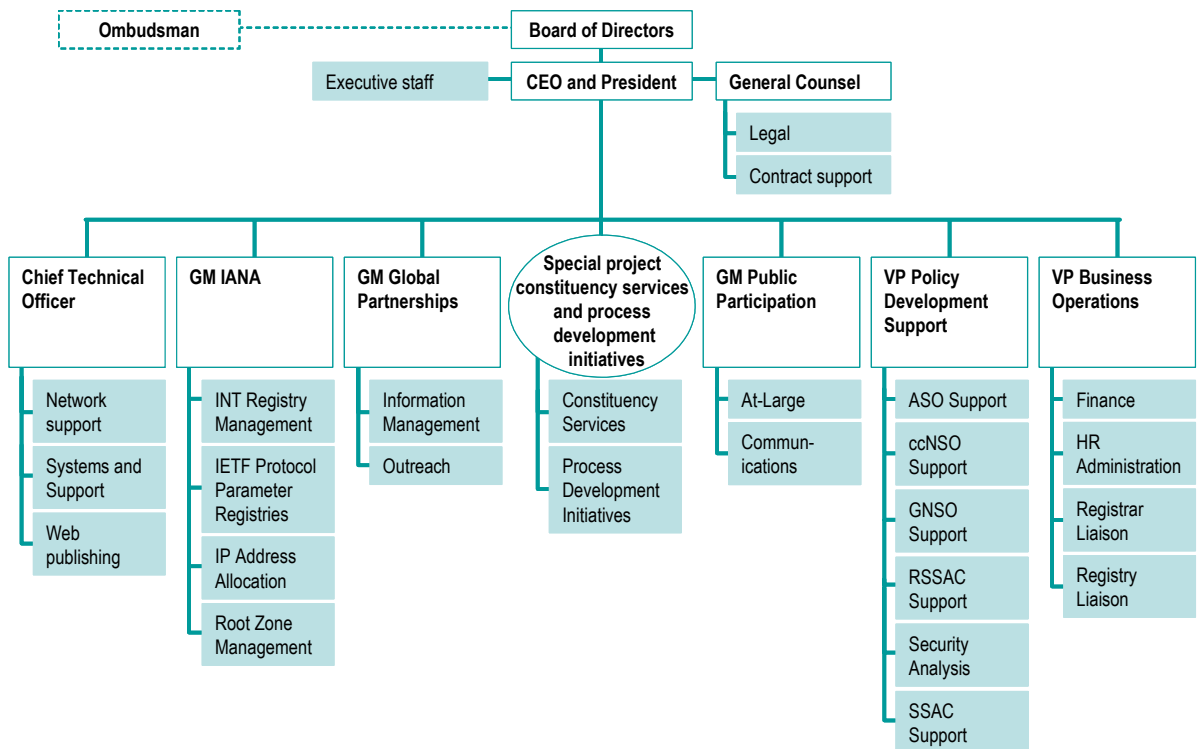 Ombudsman
Board of Directors
Executive staff
CEO and President
General Counsel
Legal
Contract support
Chief Technical
Officer
GM IANA
GM Global
Partnerships
Special project
constituency services
and process
development
initiatives
GM Public
Participation
VP Policy
Development
Support
VP Business
Operations
Network
support
Systems and
Support
Web
publishing
INT Registry
Management
IETF Protocol
Parameter
Registries
IP Address
Allocation
Root Zone
Management
Information
Management
Outreach
Constituency
Services
Process
Development
Initiatives
At-Large
Commun-
ications
ASO Support
ccNSO
Support
GNSO
Support
RSSAC
Support
Security
Analysis
SSAC
Support
Finance
HR
Administration
Registrar
Liaison
Registry
Liaison